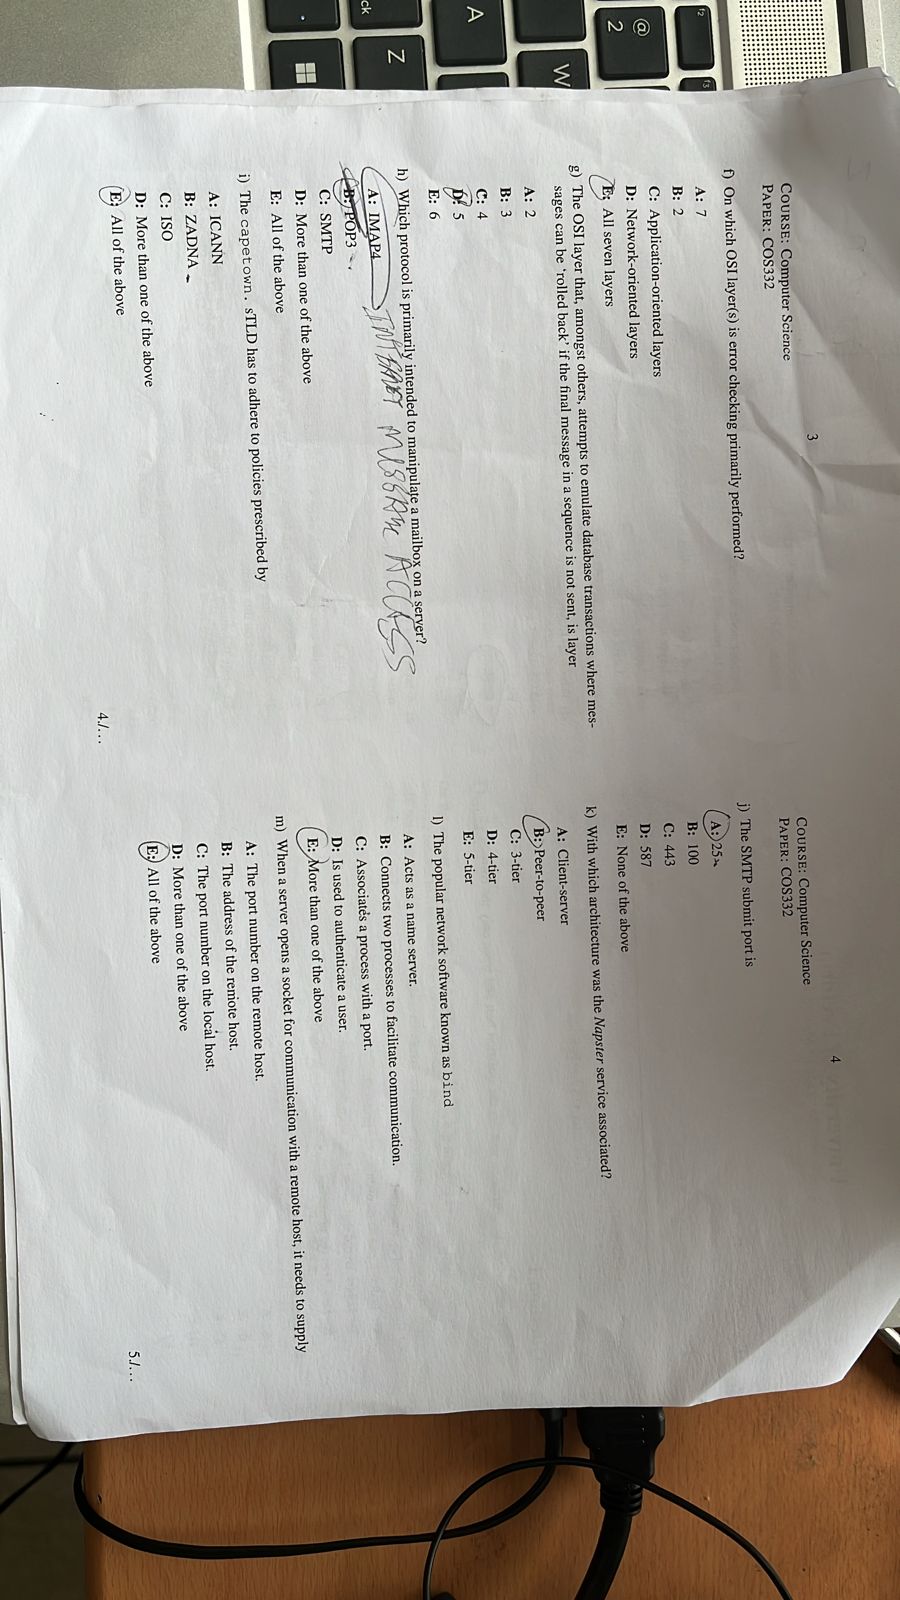 3
COURSE: Computer Science
PAPER: COS332
f) On which OSI layer(s) is error checking primarily performed?
A: 7
B: 2
C: Application-oriented layers
D: Network-oriented layers
E: All seven layers
g) The OSI layer that, amongst others, attempts to emulate database transactions where mes-
sages can be ‘rolled back’ if the final message in a sequence is not sent, is layer
A: 2
B: 3
C: 4
D: 5
E: 6
h) Which protocol is primarily intended to manipulate a mailbox on a server?
A: IMAP4 INTERNET MESSAGE ACCESS
B: POP3
C: SMTP
D: More than one of the above
E: All of the above
i) The capetown. sTLD has to adhere to policies prescribed by
A: ICANN
B: ZADNA
C: ISO
D: More than one of the above
E: All of the above
4./...
4
COURSE: Computer Science
PAPER: COS332
j) The SMTP submit port is
A: 25
B: 100
C: 443
D: 587
E: None of the above
k) With which architecture was the Napster service associated?
A: Client-server
B: Peer-to-peer
C: 3-tier
D: 4-tier
E: 5-tier
l) The popular network software known as bind
A: Acts as a name server.
B: Connects two processes to facilitate communication.
C: Associates a process with a port.
D: Is used to authenticate a user.
E: More than one of the above
m) When a server opens a socket for communication with a remote host, it needs to supply
A: The port number on the remote host.
B: The address of the remote host.
C: The port number on the local host.
D: More than one of the above
E: All of the above
5./...
f2
f3
@
2
W
A
Z
ck